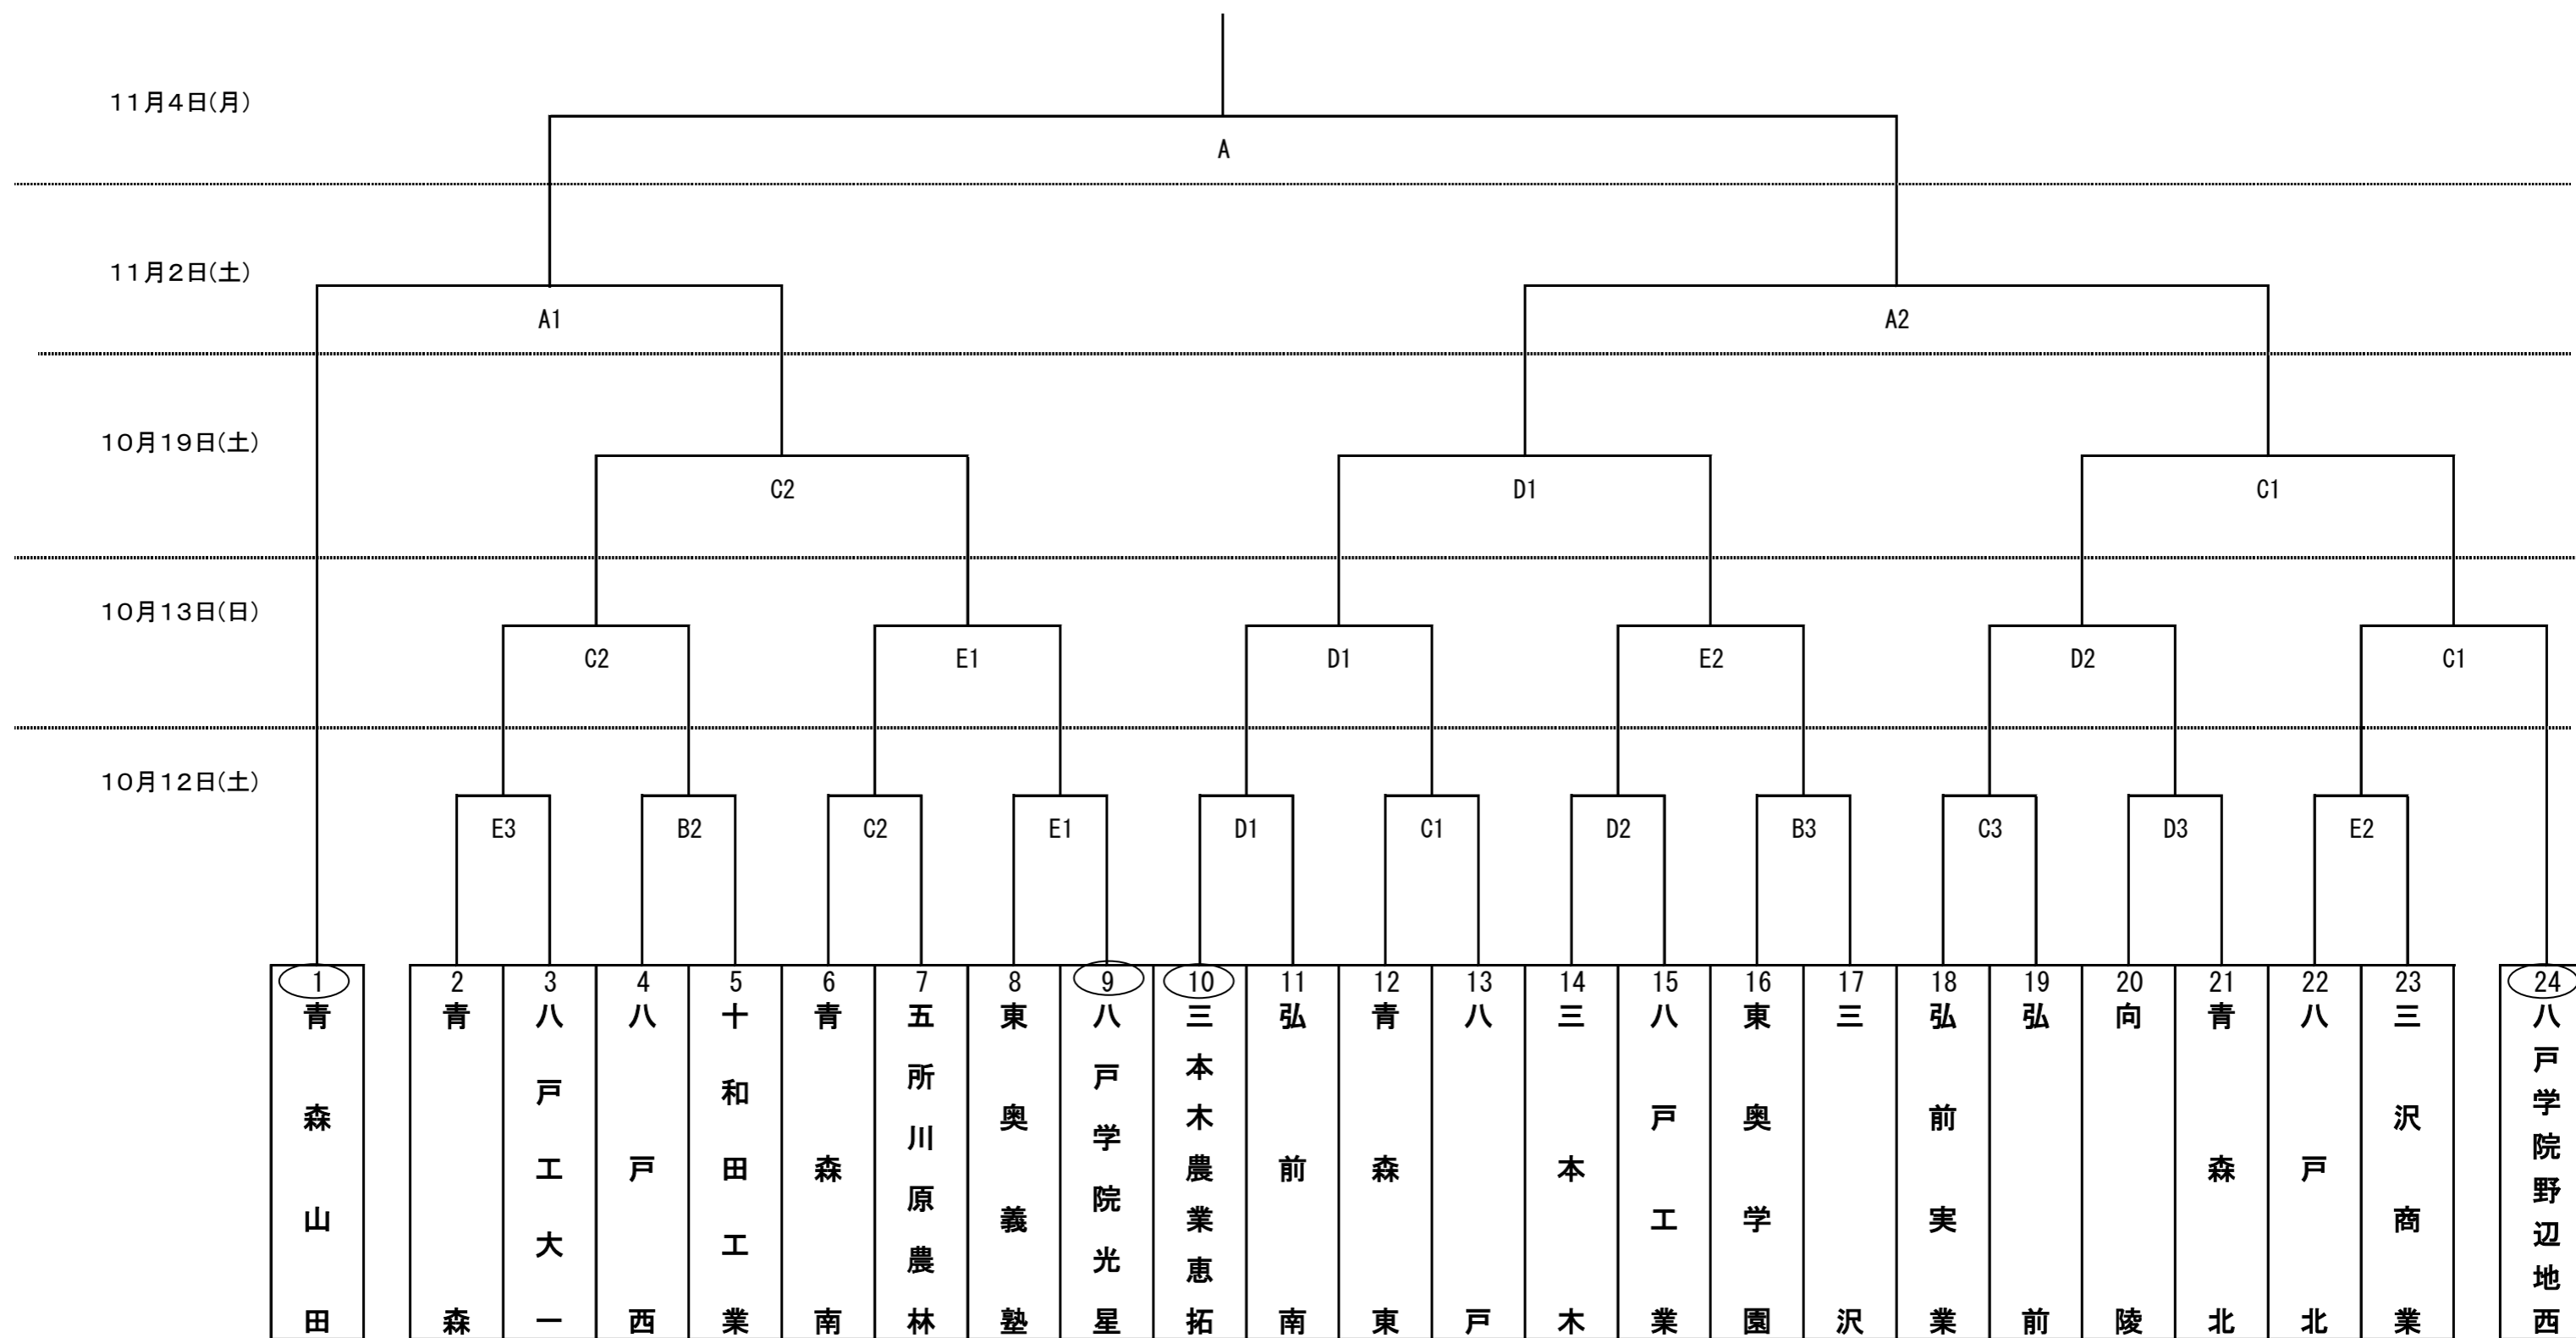 11月4日(月)
A
11月2日(土)
A1
A2
10月19日(土)
C2
D1
C1
10月13日(日)
C2
E1
D1
E2
D2
C1
10月12日(土)
E3
B2
C2
E1
D1
C1
D2
B3
C3
D3
E2
1
青森山田
2
青森
3
八戸工大一
4
八戸西
5
十和田工業
6
青森南
7
五所川原農林
8
東奥義塾
9
八戸学院光星
10
三本木農業恵拓
11
弘前南
12
青森東
13
八戸
14
三本木
15
八戸工業
16
東奥学園
17
三沢
18
弘前実業
19
弘前
20
向陵
21
青森北
22
八戸北
23
三沢商業
24
八戸学院野辺地西